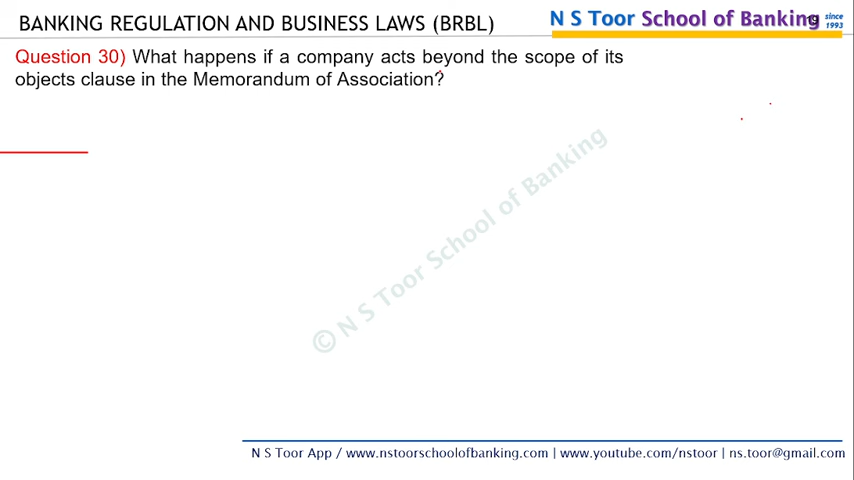 BANKING REGULATION AND BUSINESS LAWS (BRBL)
N S Toor School of Banking since 1993
Question 30) What happens if a company acts beyond the scope of its
objects clause in the Memorandum of Association?
© N S Toor School of Banking
N S Toor App / www.nstoorschoolofbanking.com | www.youtube.com/nstoor | ns.toor@gmail.com